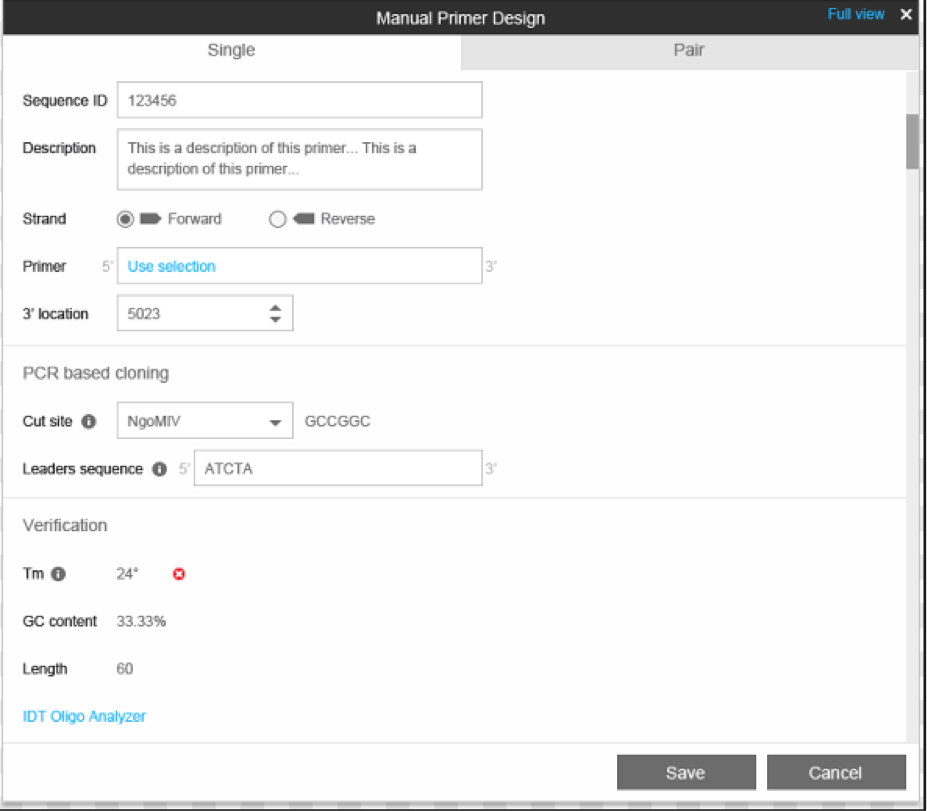 Manual Primer Design
Full view ×
Single
Pair
Sequence ID 123456
Description This is a description of this primer... This is a
description of this primer...
Strand Forward Reverse
Primer 5' Use selection 3'
3' location 5023
PCR based cloning
Cut site NgoMIV GCCGGC
Leaders sequence 5' ATCTA 3'
Verification
Tm 24°
GC content 33.33%
Length 60
IDT Oligo Analyzer
Save Cancel